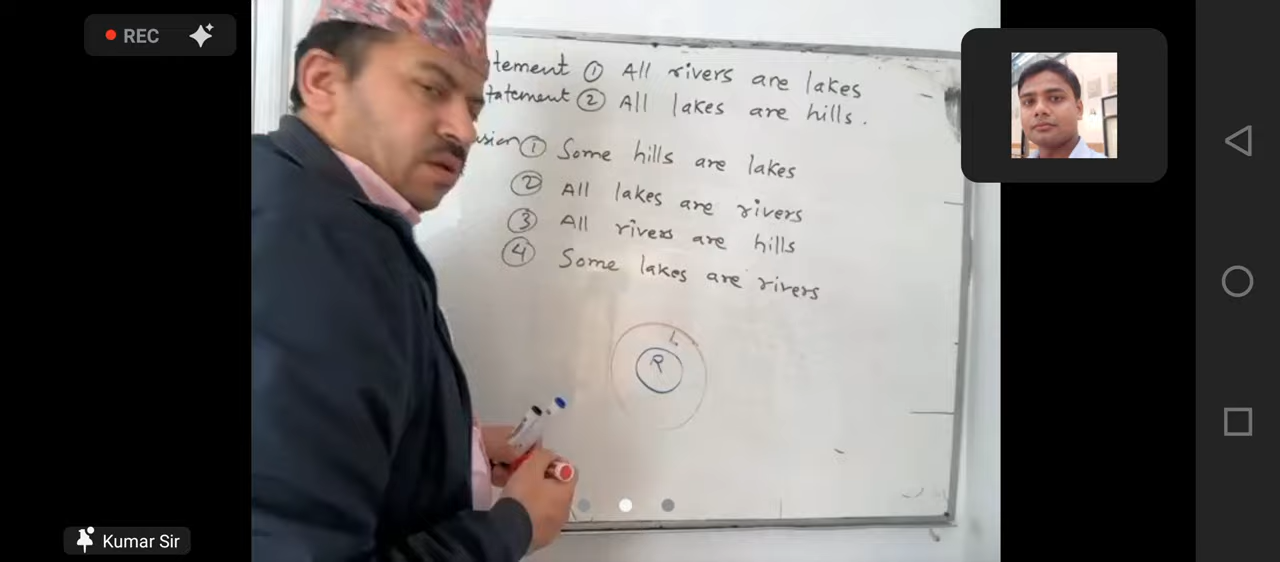 REC
tement ① All rivers are lakes
tatement ② All lakes are hills.
usion ① Some hills are lakes
② All lakes are rivers
③ All rivers are hills
④ Some lakes are rivers
L
R
Kumar Sir